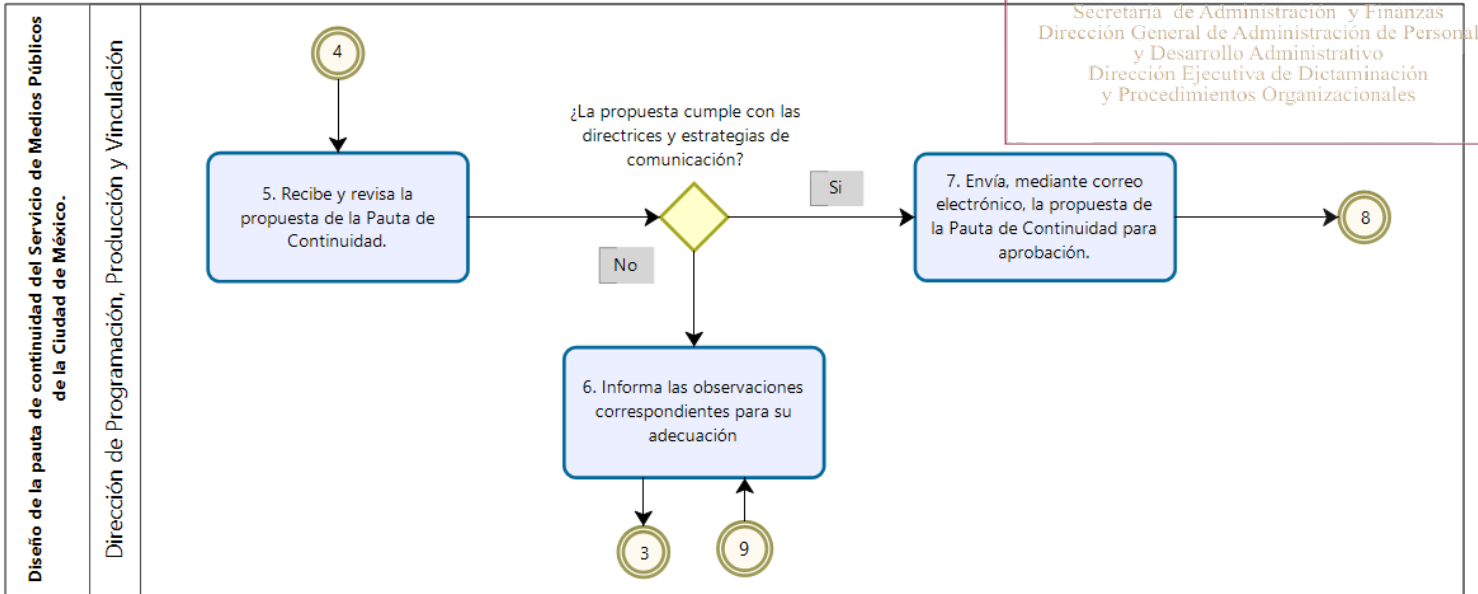 Secretaría de Administración y Finanzas
Dirección General de Administración de Personal
y Desarrollo Administrativo
Dirección Ejecutiva de Dictaminación
y Procedimientos Organizacionales
Diseño de la pauta de continuidad del Servicio de Medios Públicos
de la Ciudad de México.
Dirección de Programación, Producción y Vinculación
4
5. Recibe y revisa la
propuesta de la Pauta de
Continuidad.
¿La propuesta cumple con las
directrices y estrategias de
comunicación?
Si
No
7. Envía, mediante correo
electrónico, la propuesta de
la Pauta de Continuidad para
aprobación.
8
6. Informa las observaciones
correspondientes para su
adecuación
3
9